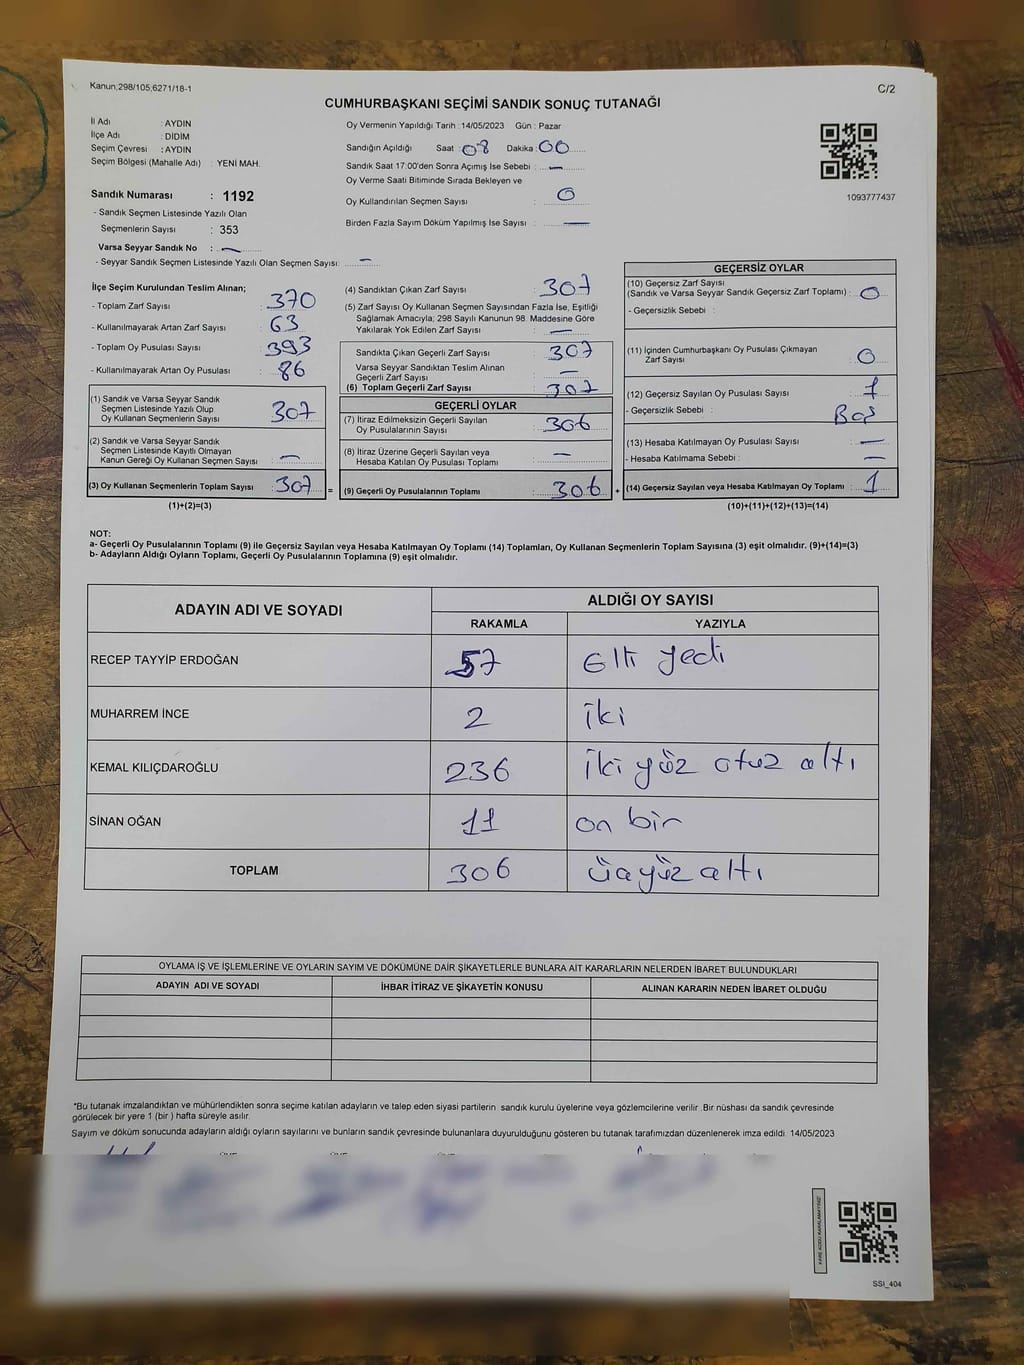 Kanun;298/105;6271/18-1
C/2
CUMHURBAŞKANI SEÇİMİ SANDIK SONUÇ TUTANAĞI
İl Adı : AYDIN
İlçe Adı : DİDİM
Seçim Çevresi : AYDIN
Seçim Bölgesi (Mahalle Adı) : YENİ MAH.
Sandık Numarası : 1192
- Sandık Seçmen Listesinde Yazılı Olan
Seçmenlerin Sayısı : 353
Varsa Seyyar Sandık No : —
- Seyyar Sandık Seçmen Listesinde Yazılı Olan Seçmen Sayısı: —
Oy Vermenin Yapıldığı Tarih : 14/05/2023 Gün : Pazar
Sandığın Açıldığı Saat : 08 Dakika : 00
Sandık Saat 17:00'den Sonra Açımış İse Sebebi : —
Oy Verme Saati Bitiminde Sırada Bekleyen ve
Oy Kullandırılan Seçmen Sayısı : 0
Birden Fazla Sayım Döküm Yapılmış İse Sayısı : —
1093777437
İlçe Seçim Kurulundan Teslim Alınan;
- Toplam Zarf Sayısı : 370
- Kullanılmayarak Artan Zarf Sayısı : 63
- Toplam Oy Pusulası Sayısı : 393
- Kullanılmayarak Artan Oy Pusulası : 86
(1) Sandık ve Varsa Seyyar Sandık
Seçmen Listesinde Yazılı Olup
Oy Kullanan Seçmenlerin Sayısı : 307
(2) Sandık ve Varsa Seyyar Sandık
Seçmen Listesinde Kayıtlı Olmayan
Kanun Gereği Oy Kullanan Seçmen Sayısı : —
(3) Oy Kullanan Seçmenlerin Toplam Sayısı : 307 =
(1)+(2)=(3)
(4) Sandıktan Çıkan Zarf Sayısı : 307
(5) Zarf Sayısı Oy Kullanan Seçmen Sayısından Fazla İse, Eşitliği
Sağlamak Amacıyla; 298 Sayılı Kanunun 98. Maddesine Göre
Yakılarak Yok Edilen Zarf Sayısı : —
Sandıkta Çıkan Geçerli Zarf Sayısı : 307
Varsa Seyyar Sandıktan Teslim Alınan
Geçerli Zarf Sayısı : —
(6) Toplam Geçerli Zarf Sayısı : 307
GEÇERLİ OYLAR
(7) İtiraz Edilmeksizin Geçerli Sayılan
Oy Pusulalarının Sayısı : 306
(8) İtiraz Üzerine Geçerli Sayılan veya
Hesaba Katılan Oy Pusulası Toplamı : —
(9) Geçerli Oy Pusulalarının Toplamı : 306 +
GEÇERSİZ OYLAR
(10) Geçersiz Zarf Sayısı
(Sandık ve Varsa Seyyar Sandık Geçersiz Zarf Toplamı) : 0
- Geçersizlik Sebebi :
(11) İçinden Cumhurbaşkanı Oy Pusulası Çıkmayan
Zarf Sayısı : 0
(12) Geçersiz Sayılan Oy Pusulası Sayısı : 1
- Geçersizlik Sebebi : Boş
(13) Hesaba Katılmayan Oy Pusulası Sayısı : —
- Hesaba Katılmama Sebebi : —
(14) Geçersiz Sayılan veya Hesaba Katılmayan Oy Toplamı : 1
(10)+(11)+(12)+(13)=(14)
NOT:
a- Geçerli Oy Pusulalarının Toplamı (9) ile Geçersiz Sayılan veya Hesaba Katılmayan Oy Toplamı (14) Toplamları, Oy Kullanan Seçmenlerin Toplam Sayısına (3) eşit olmalıdır. (9)+(14)=(3)
b- Adayların Aldığı Oyların Toplamı, Geçerli Oy Pusulalarının Toplamına (9) eşit olmalıdır.
ADAYIN ADI VE SOYADI
ALDIĞI OY SAYISI
RAKAMLA YAZIYLA
RECEP TAYYİP ERDOĞAN 57 Elli yedi
MUHARREM İNCE 2 iki
KEMAL KILIÇDAROĞLU 236 iki yüz otuz altı
SİNAN OĞAN 11 on bir
TOPLAM 306 üç yüz altı
OYLAMA İŞ VE İŞLEMLERİNE VE OYLARIN SAYIM VE DÖKÜMÜNE DAİR ŞİKAYETLERLE BUNLARA AİT KARARLARIN NELERDEN İBARET BULUNDUKLARI
ADAYIN ADI VE SOYADI İHBAR İTİRAZ VE ŞİKAYETİN KONUSU ALINAN KARARIN NEDEN İBARET OLDUĞU
*Bu tutanak imzalandıktan ve mühürlendikten sonra seçime katılan adayların ve talep eden siyasi partilerin sandık kurulu üyelerine veya gözlemcilerine verilir .Bir nüshası da sandık çevresinde
görülecek bir yere 1 (bir ) hafta süreyle asılır.
Sayım ve döküm sonucunda adayların aldığı oyların sayılarını ve bunların sandık çevresinde bulunanlara duyurulduğunu gösteren bu tutanak tarafımızdan düzenlenerek imza edildi. 14/05/2023
SSI_404